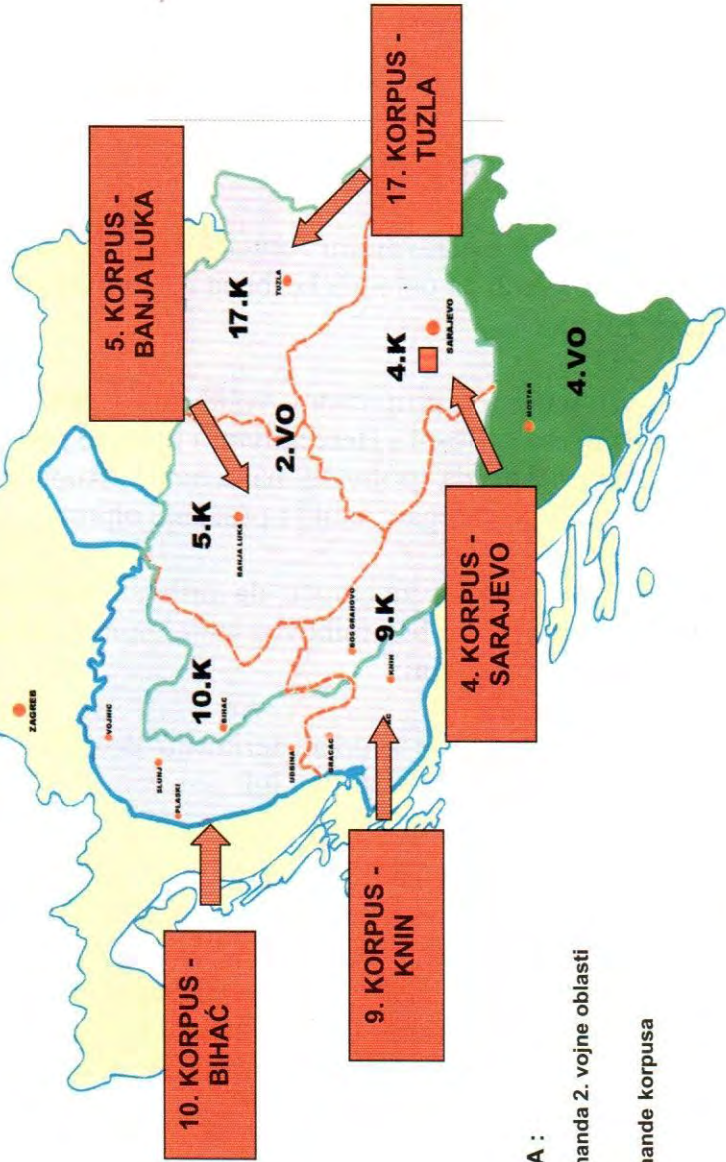 5. KORPUS -
BANJA LUKA
17. KORPUS -
TUZLA
10. KORPUS -
BIHAĆ
9. KORPUS -
KNIN
4. KORPUS -
SARAJEVO
ZAGREB
VOJNIĆ
SLUNJ
PLAŠKI
BIHAĆ
UDBINA
GRAČAC
KNIN
BOS GRAHOVO
BANJA LUKA
TUZLA
SARAJEVO
MOSTAR
10.K
5.K
17.K
2.VO
9.K
4.K
4.VO
A :
manda 2. vojne oblasti
mande korpusa